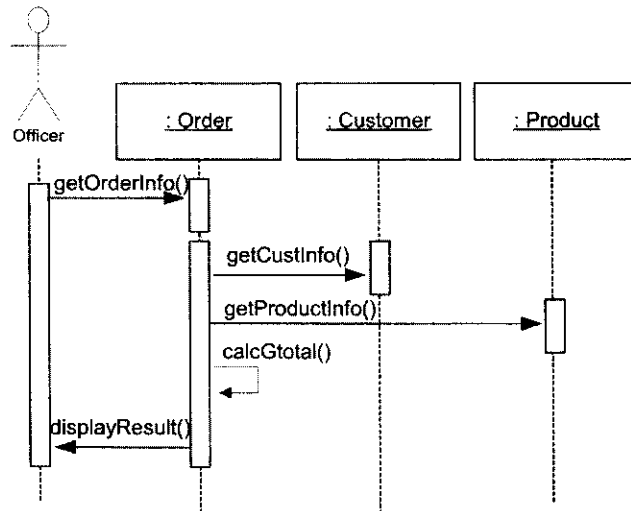 Officer
: Order
: Customer
: Product
getOrderInfo()
getCustInfo()
getProductInfo()
calcGtotal()
displayResult()